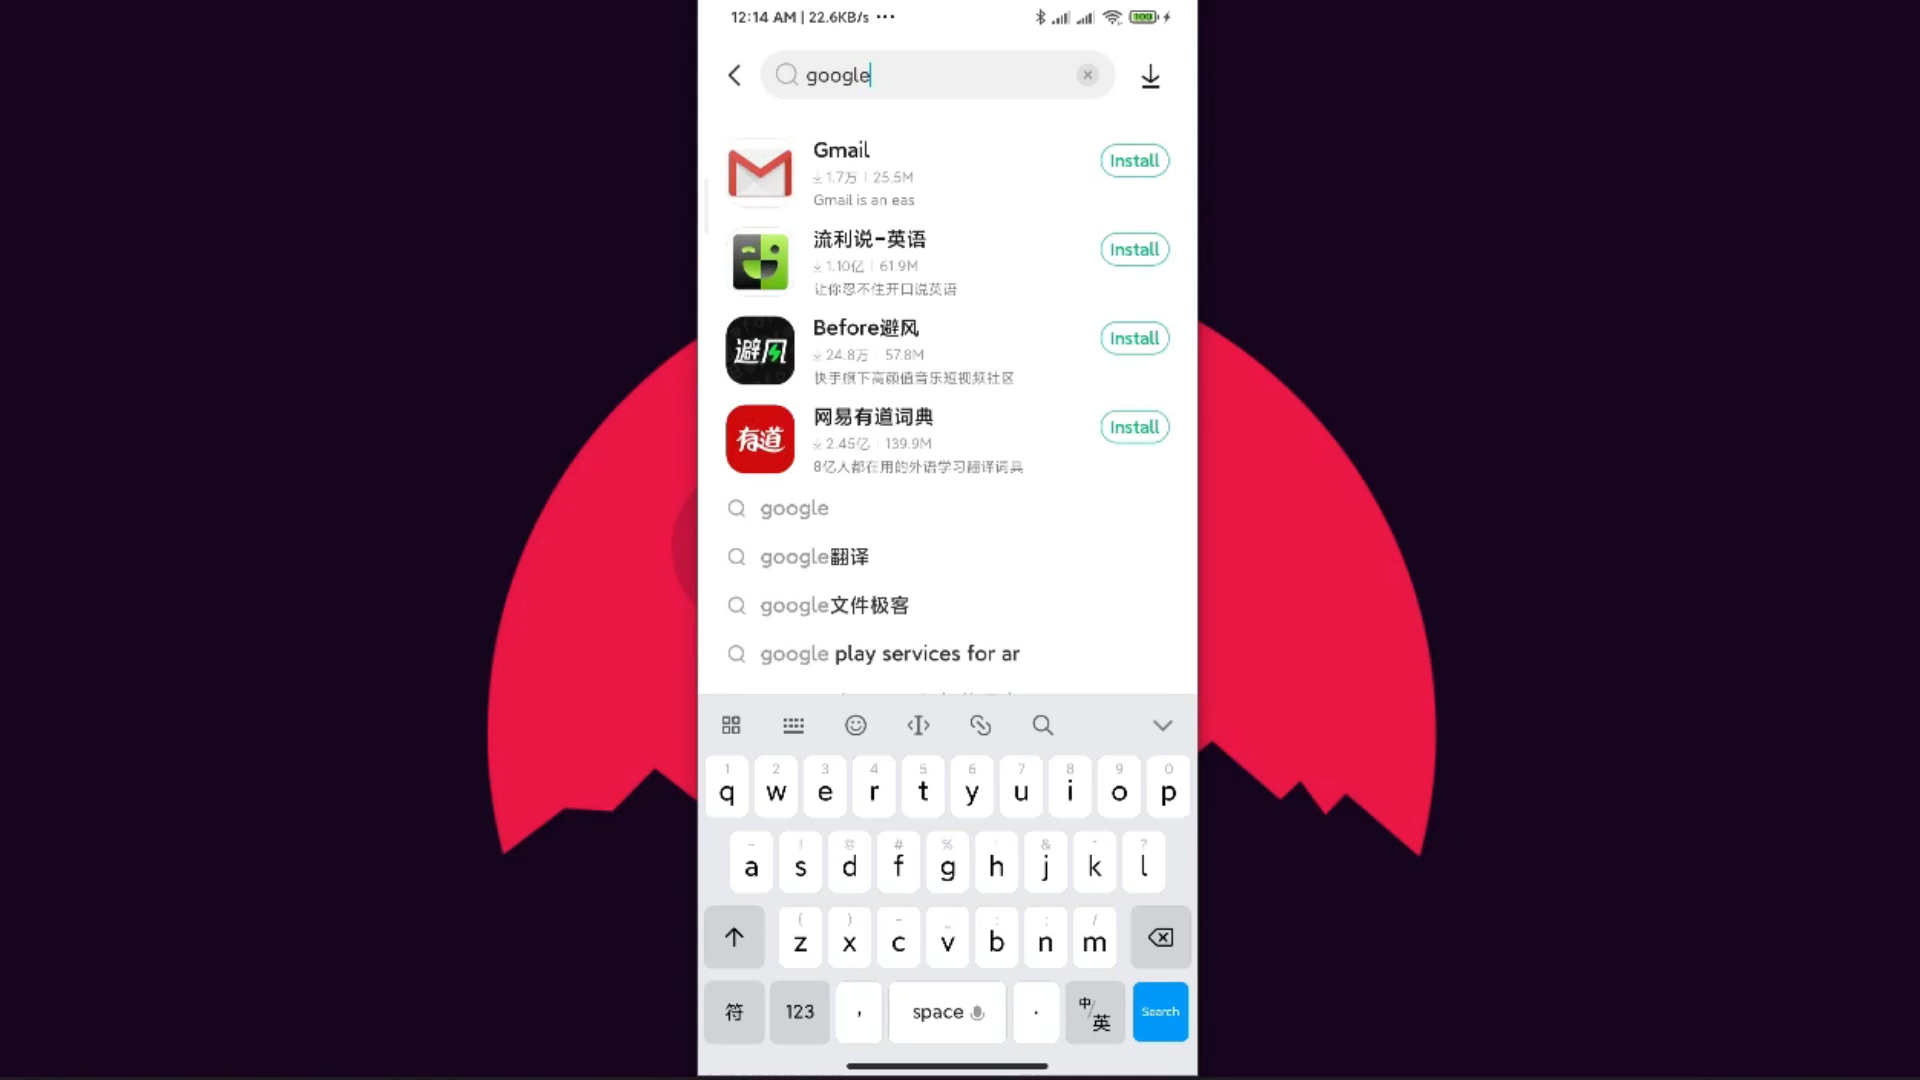 12:14 AM | 22.6KB/s ...
100
google
Gmail
Install
1.7万 | 25.5M
Gmail is an eas
流利说-英语
Install
1.10亿 | 61.9M
让你忍不住开口说英语
避风
Before避风
Install
24.8万 | 57.8M
快手旗下高颜值音乐短视频社区
有道
网易有道词典
Install
2.45亿 | 139.9M
8亿人都在用的外语学习翻译词典
google
google翻译
google文件极客
google play services for ar
1 2 3 4 5 6 7 8 9 0
q w e r t y u i o p
a s d f g h j k l
z x c v b n m
符 123 , space . 中/英 Search